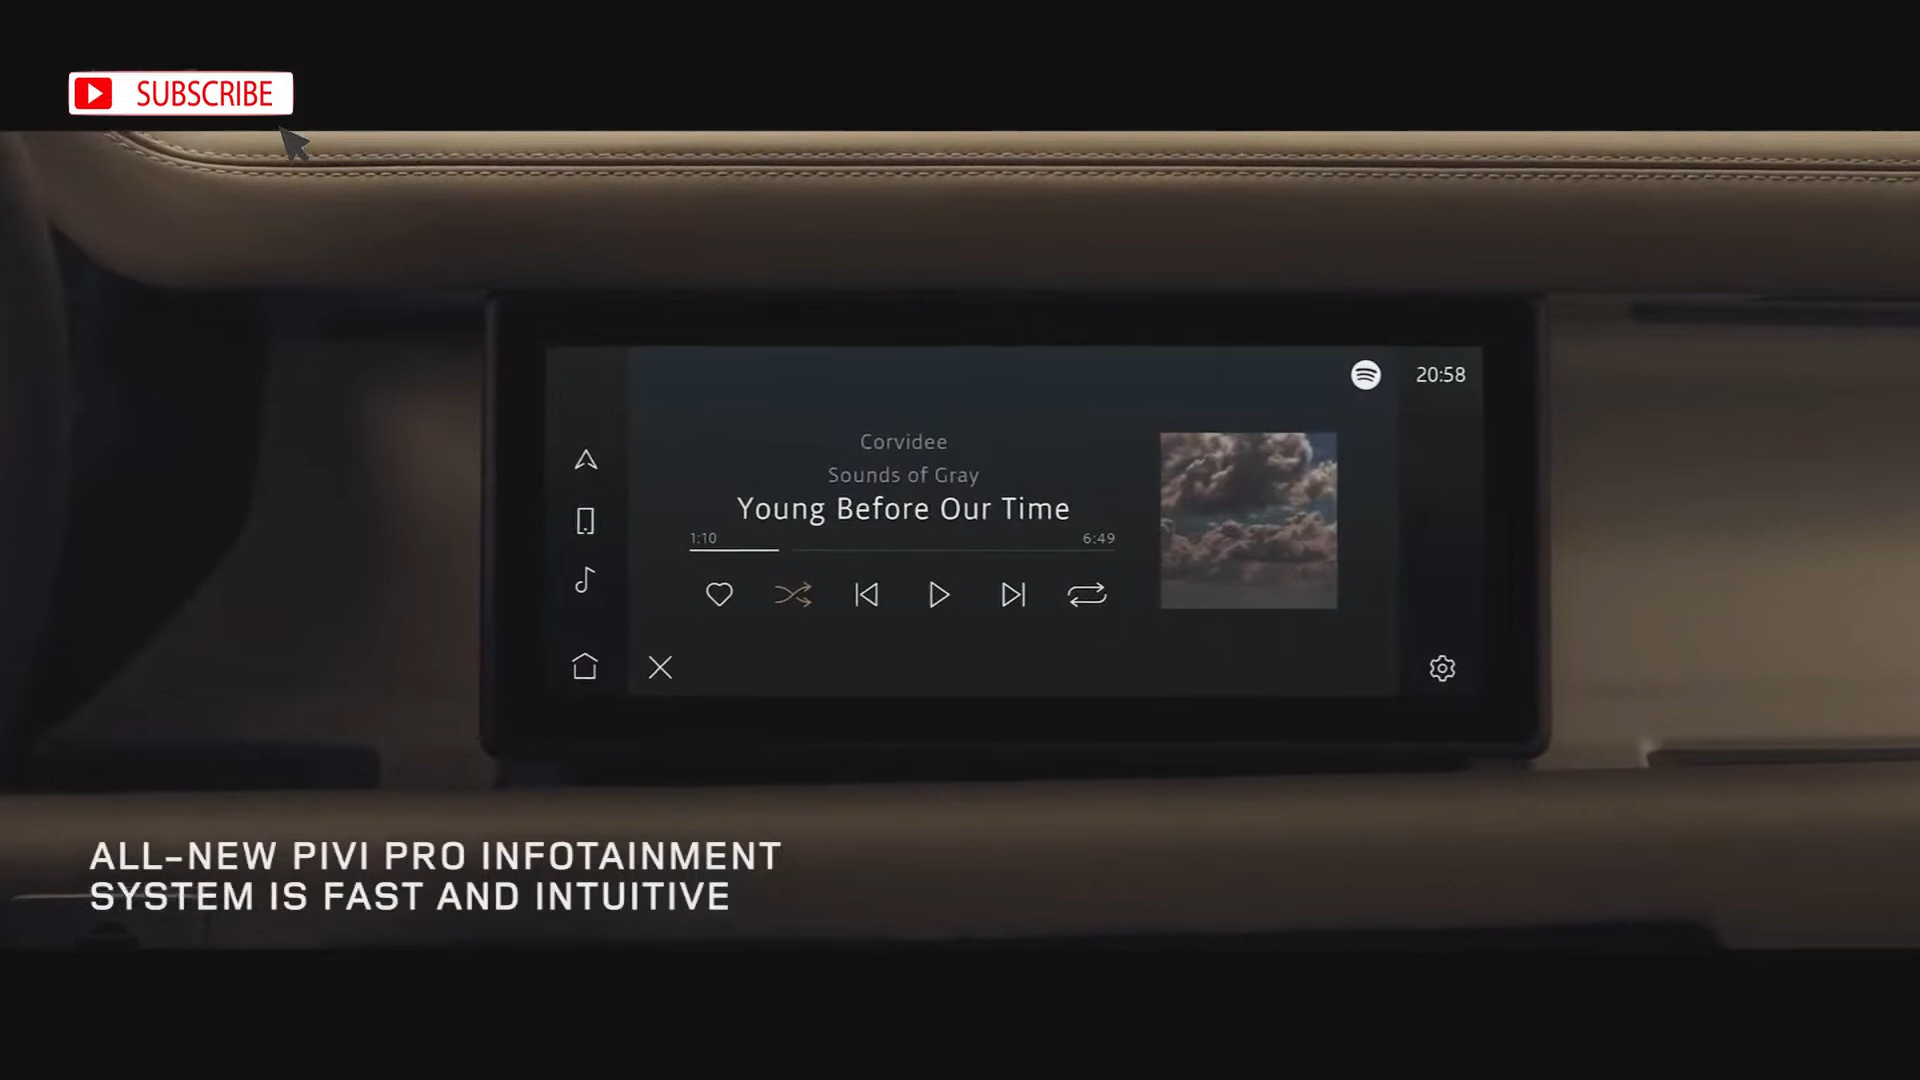 SUBSCRIBE
20:58
Corvidee
Sounds of Gray
Young Before Our Time
1:10 6:49
ALL-NEW PIVI PRO INFOTAINMENT
SYSTEM IS FAST AND INTUITIVE